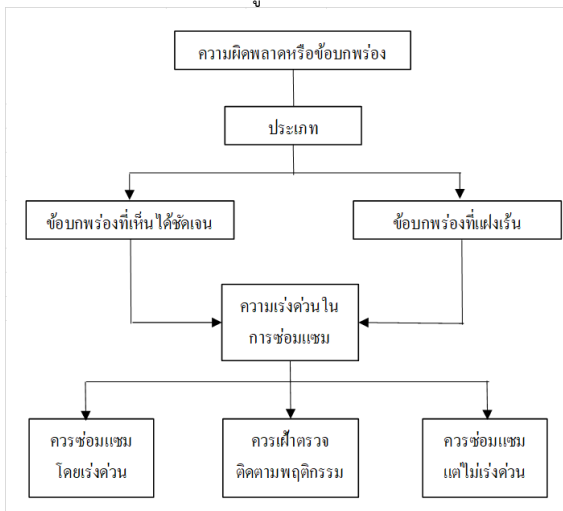 ความผิดพลาดหรือข้อบกพร่อง
ประเภท
ข้อบกพร่องที่เห็นได้ชัดเจน
ข้อบกพร่องที่แฝงเร้น
ความเร่งด่วนใน
การซ่อมแซม
ควรซ่อมแซม
โดยเร่งด่วน
ควรเฝ้าตรวจ
ติดตามพฤติกรรม
ควรซ่อมแซม
แต่ไม่เร่งด่วน